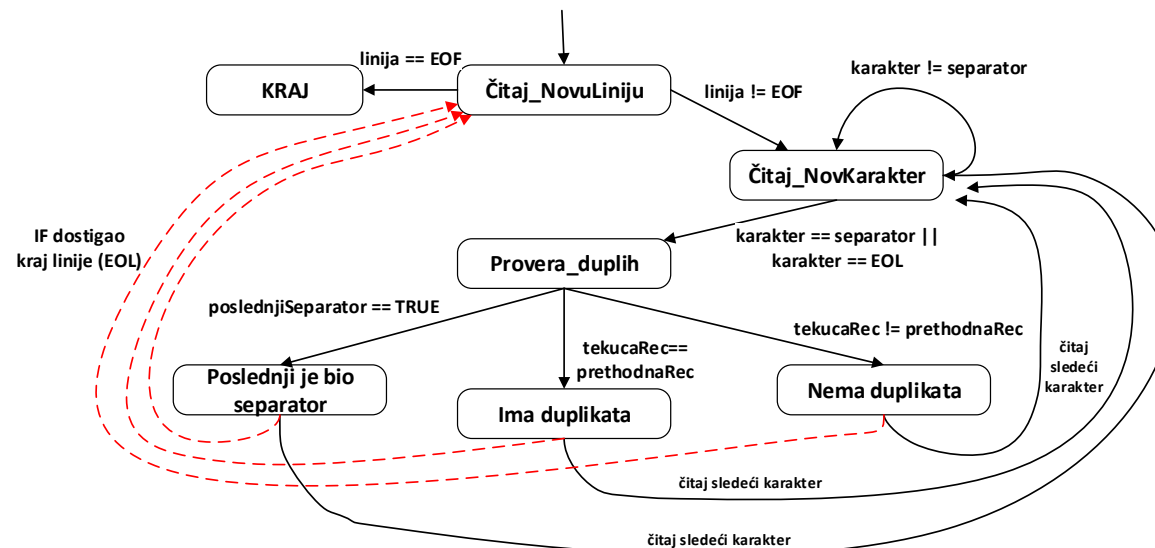 linija == EOF
KRAJ
Čitaj_NovuLiniju
karakter != separator
linija != EOF
Čitaj_NovKarakter
IF dostigao
kraj linije (EOL)
karakter == separator ||
karakter == EOL
Provera_duplih
poslednjiSeparator == TRUE
tekucaRec==
prethodnaRec
tekucaRec != prethodnaRec
čitaj
sledeći
karakter
Poslednji je bio
separator
Ima duplikata
Nema duplikata
čitaj sledeći karakter
čitaj sledeći karakter